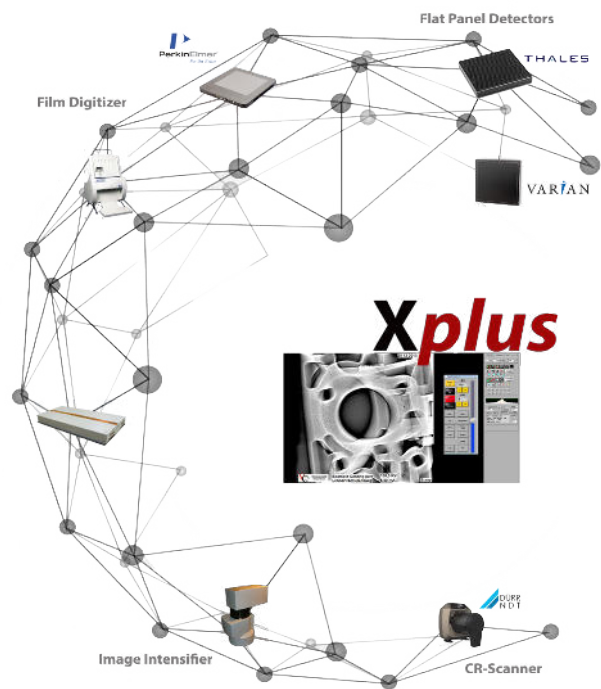 Flat Panel Detectors
PerkinElmer
THALES
Film Digitizer
VARIAN
Xplus
DÜRR
NDT
Image Intensifier
CR-Scanner